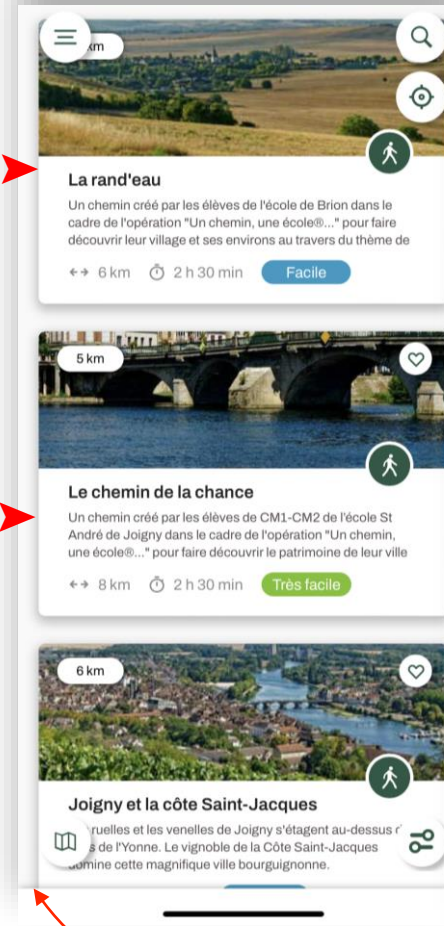 km
La rand'eau
Un chemin créé par les élèves de l'école de Brion dans le
cadre de l'opération "Un chemin, une école®..." pour faire
découvrir leur village et ses environs au travers du thème de
6 km 2 h 30 min Facile
5 km
Le chemin de la chance
Un chemin créé par les élèves de CM1-CM2 de l'école St
André de Joigny dans le cadre de l'opération "Un chemin,
une école®..." pour faire découvrir le patrimoine de leur ville
8 km 2 h 30 min Très facile
6 km
Joigny et la côte Saint-Jacques
ruelles et les venelles de Joigny s'étagent au-dessus
de l'Yonne. Le vignoble de la Côte Saint-Jacques
domine cette magnifique ville bourguignonne.